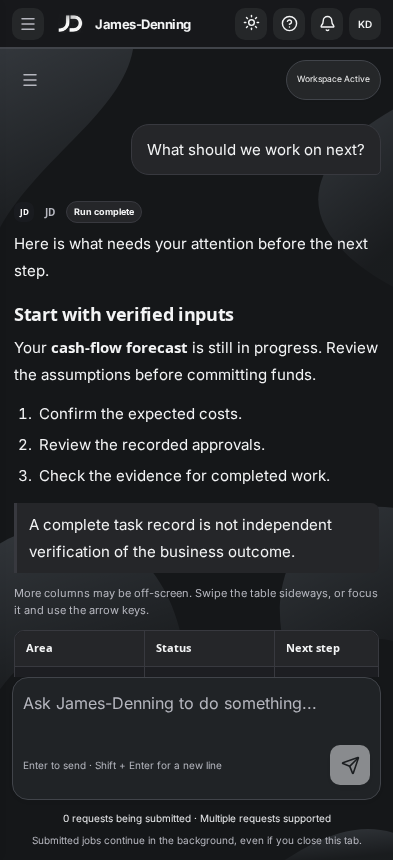 JD James-Denning KD
Workspace Active
What should we work on next?
JD JD Run complete
Here is what needs your attention before the next
step.
Start with verified inputs
Your cash-flow forecast is still in progress. Review
the assumptions before committing funds.
1. Confirm the expected costs.
2. Review the recorded approvals.
3. Check the evidence for completed work.
A complete task record is not independent
verification of the business outcome.
More columns may be off-screen. Swipe the table sideways, or focus
it and use the arrow keys.
Area Status Next step
Ask James-Denning to do something...
Enter to send · Shift + Enter for a new line
0 requests being submitted · Multiple requests supported
Submitted jobs continue in the background, even if you close this tab.